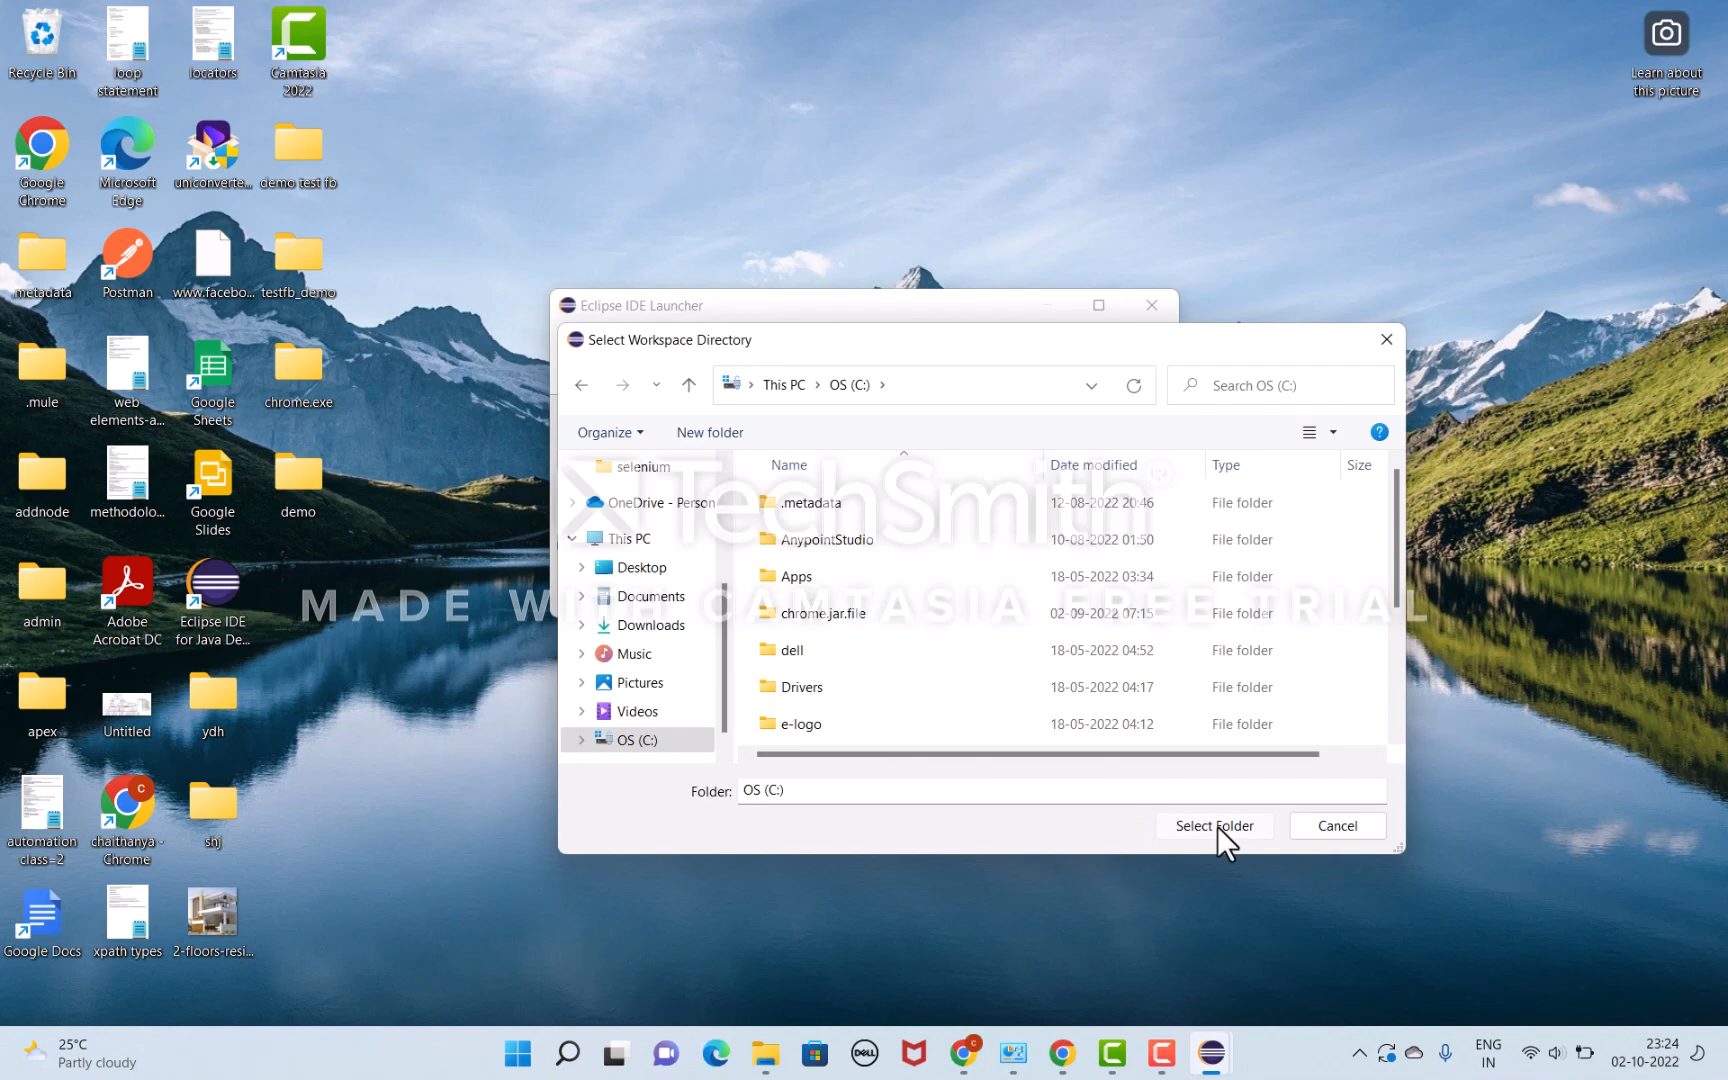 Recycle Bin
loop
statement
locators
Camtasia
2022
Learn about
this picture
Google
Chrome
Microsoft
Edge
uniconverte...
demo test fb
.metadata
Postman
www.facebo...
testfb_demo
.mule
web
elements-a...
Google
Sheets
chrome.exe
addnode
methodolo...
Google
Slides
demo
admin
Adobe
Acrobat DC
Eclipse IDE
for Java De...
apex
Untitled
ydh
automation
class=2
chaithanya -
Chrome
shj
Google Docs
xpath types
2-floors-resi...
Eclipse IDE Launcher
Select Workspace Directory
This PC > OS (C:) >
Search OS (C:)
Organize
New folder
selenium
OneDrive - Person
This PC
Desktop
Documents
Downloads
Music
Pictures
Videos
OS (C:)
Name Date modified Type Size
.metadata 12-08-2022 20:46 File folder
AnypointStudio 10-08-2022 01:50 File folder
Apps 18-05-2022 03:34 File folder
chrome.jar.file 02-09-2022 07:15 File folder
dell 18-05-2022 04:52 File folder
Drivers 18-05-2022 04:17 File folder
e-logo 18-05-2022 04:12 File folder
TechSmith®
MADE WITH CAMTASIA FREE TRIAL
Folder: OS (C:)
Select Folder
Cancel
25°C
Partly cloudy
DELL
ENG
IN
23:24
02-10-2022